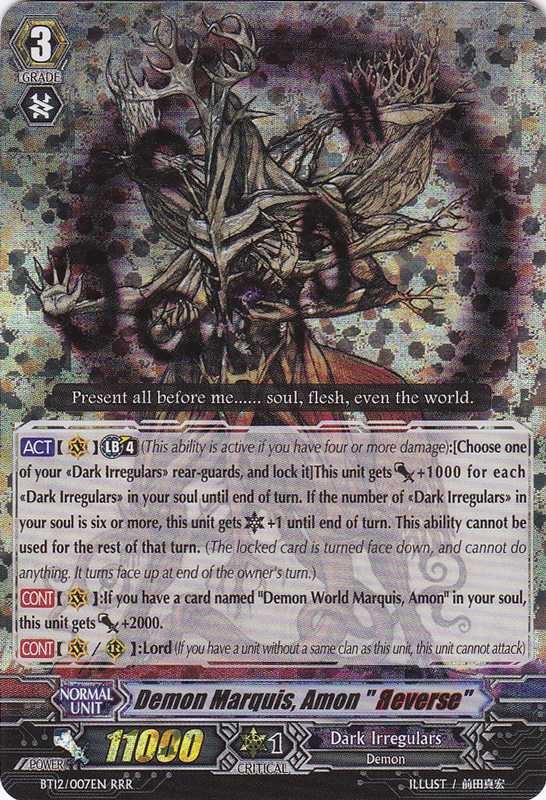 3
GRADE
Present all before me...... soul, flesh, even the world.
ACT【 】LB4 (This ability is active if you have four or more damage):[Choose one
of your «Dark Irregulars» rear-guards, and lock it]This unit gets +1000 for each
«Dark Irregulars» in your soul until end of turn. If the number of «Dark Irregulars» in
your soul is six or more, this unit gets +1 until end of turn. This ability cannot be
used for the rest of that turn. (The locked card is turned face down, and cannot do
anything. It turns face up at end of the owner's turn.)
CONT【 】:If you have a card named "Demon World Marquis, Amon" in your soul,
this unit gets +2000.
CONT【 / 】:Lord (If you have a unit without a same clan as this unit, this unit cannot attack)
NORMAL
UNIT
Demon Marquis, Amon "Яeverse"
POWER
11000
1
CRITICAL
Dark Irregulars
Demon
BT12/007EN RRR
ILLUST / 前田真宏